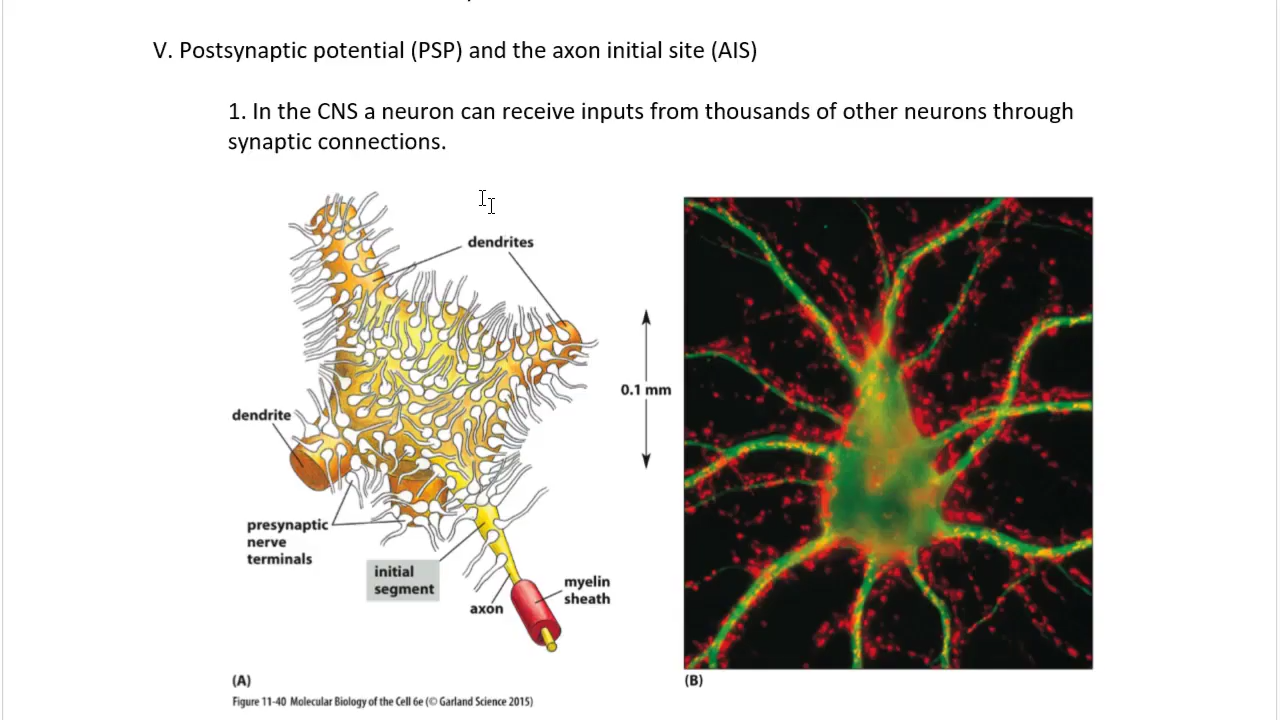 V. Postsynaptic potential (PSP) and the axon initial site (AIS)
1. In the CNS a neuron can receive inputs from thousands of other neurons through
synaptic connections.
dendrites
0.1 mm
dendrite
presynaptic
nerve
terminals
initial
segment
axon
myelin
sheath
(A)
(B)
Figure 11-40 Molecular Biology of the Cell 6e (© Garland Science 2015)